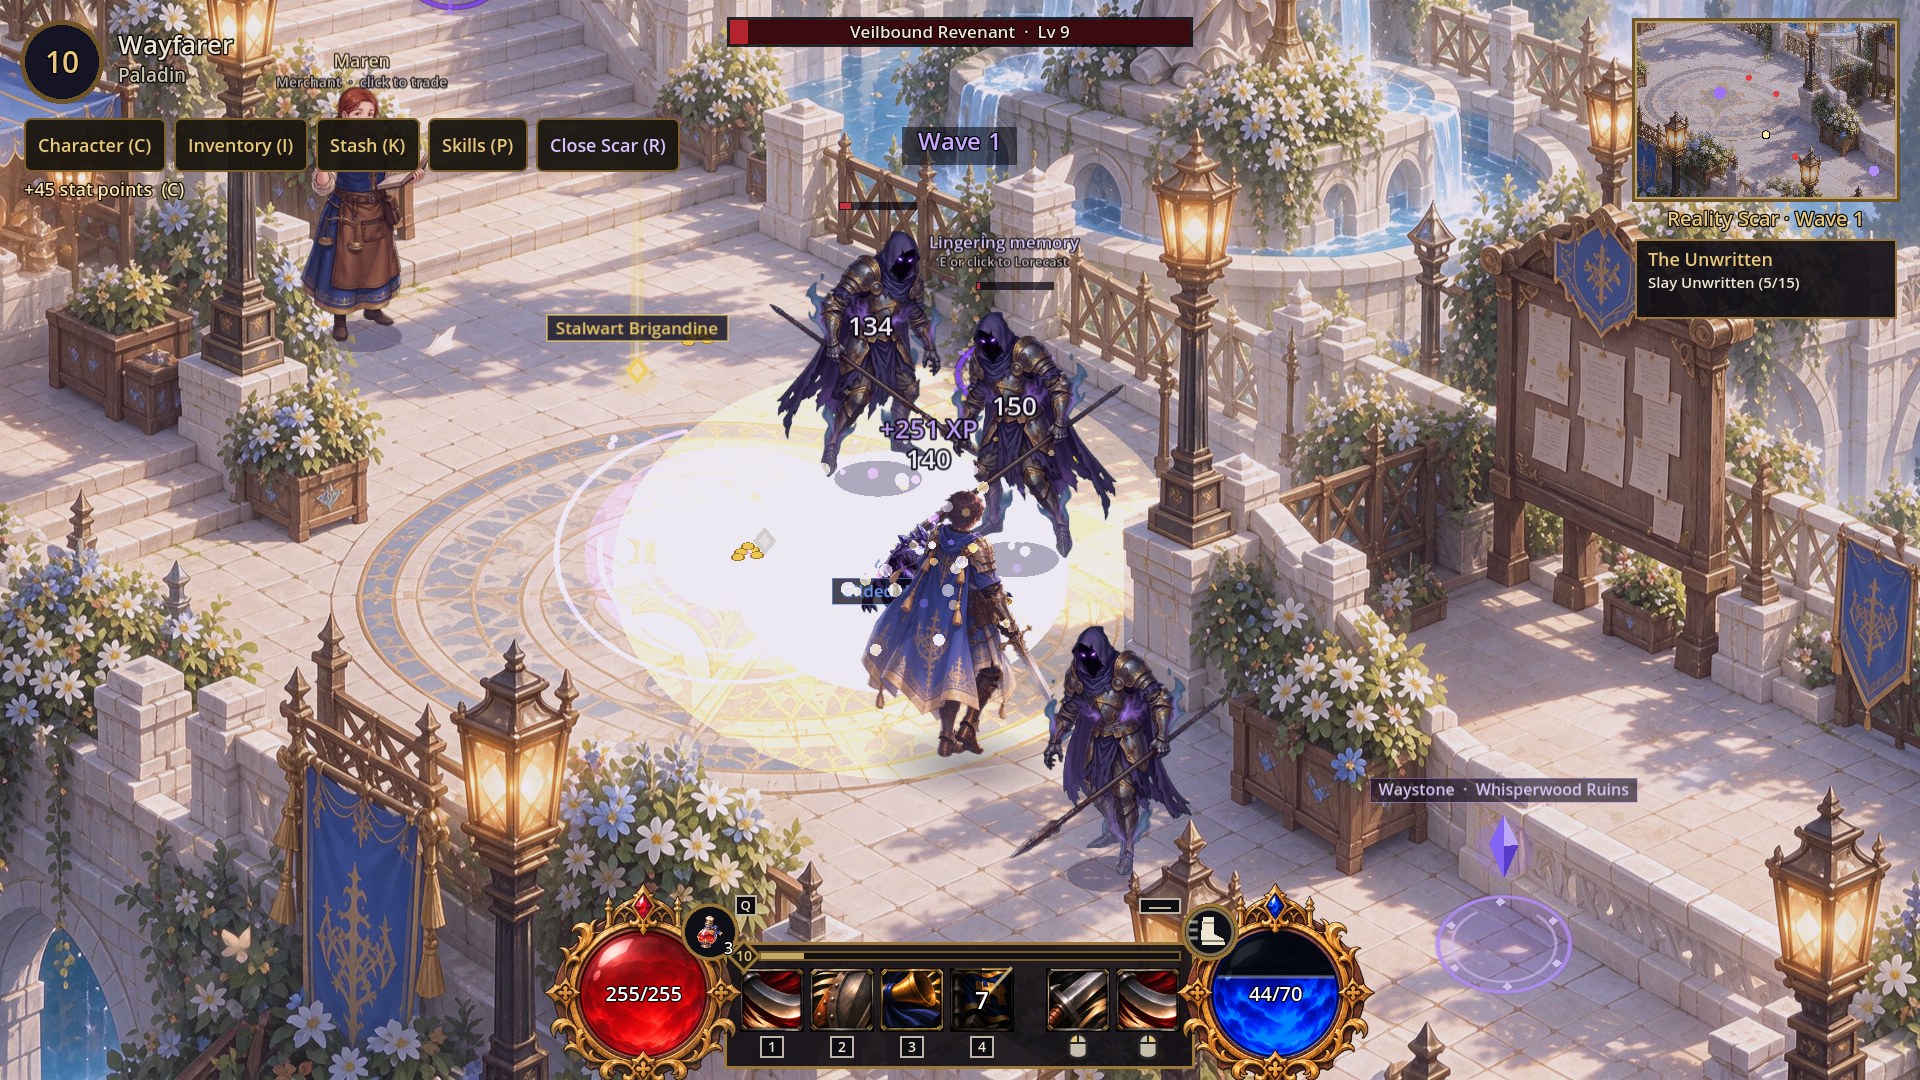 10
Wayfarer
Paladin
Maren
Merchant · click to trade
Veilbound Revenant · Lv 9
Character (C)
Inventory (I)
Stash (K)
Skills (P)
Close Scar (R)
+45 stat points (C)
Wave 1
Reality Scar · Wave 1
The Unwritten
Slay Unwritten (5/15)
Lingering memory
E or click to Lorecast
Stalwart Brigandine
134
150
+251 XP
140
Waystone · Whisperwood Ruins
Q
3
10
255/255
7
44/70
1
2
3
4